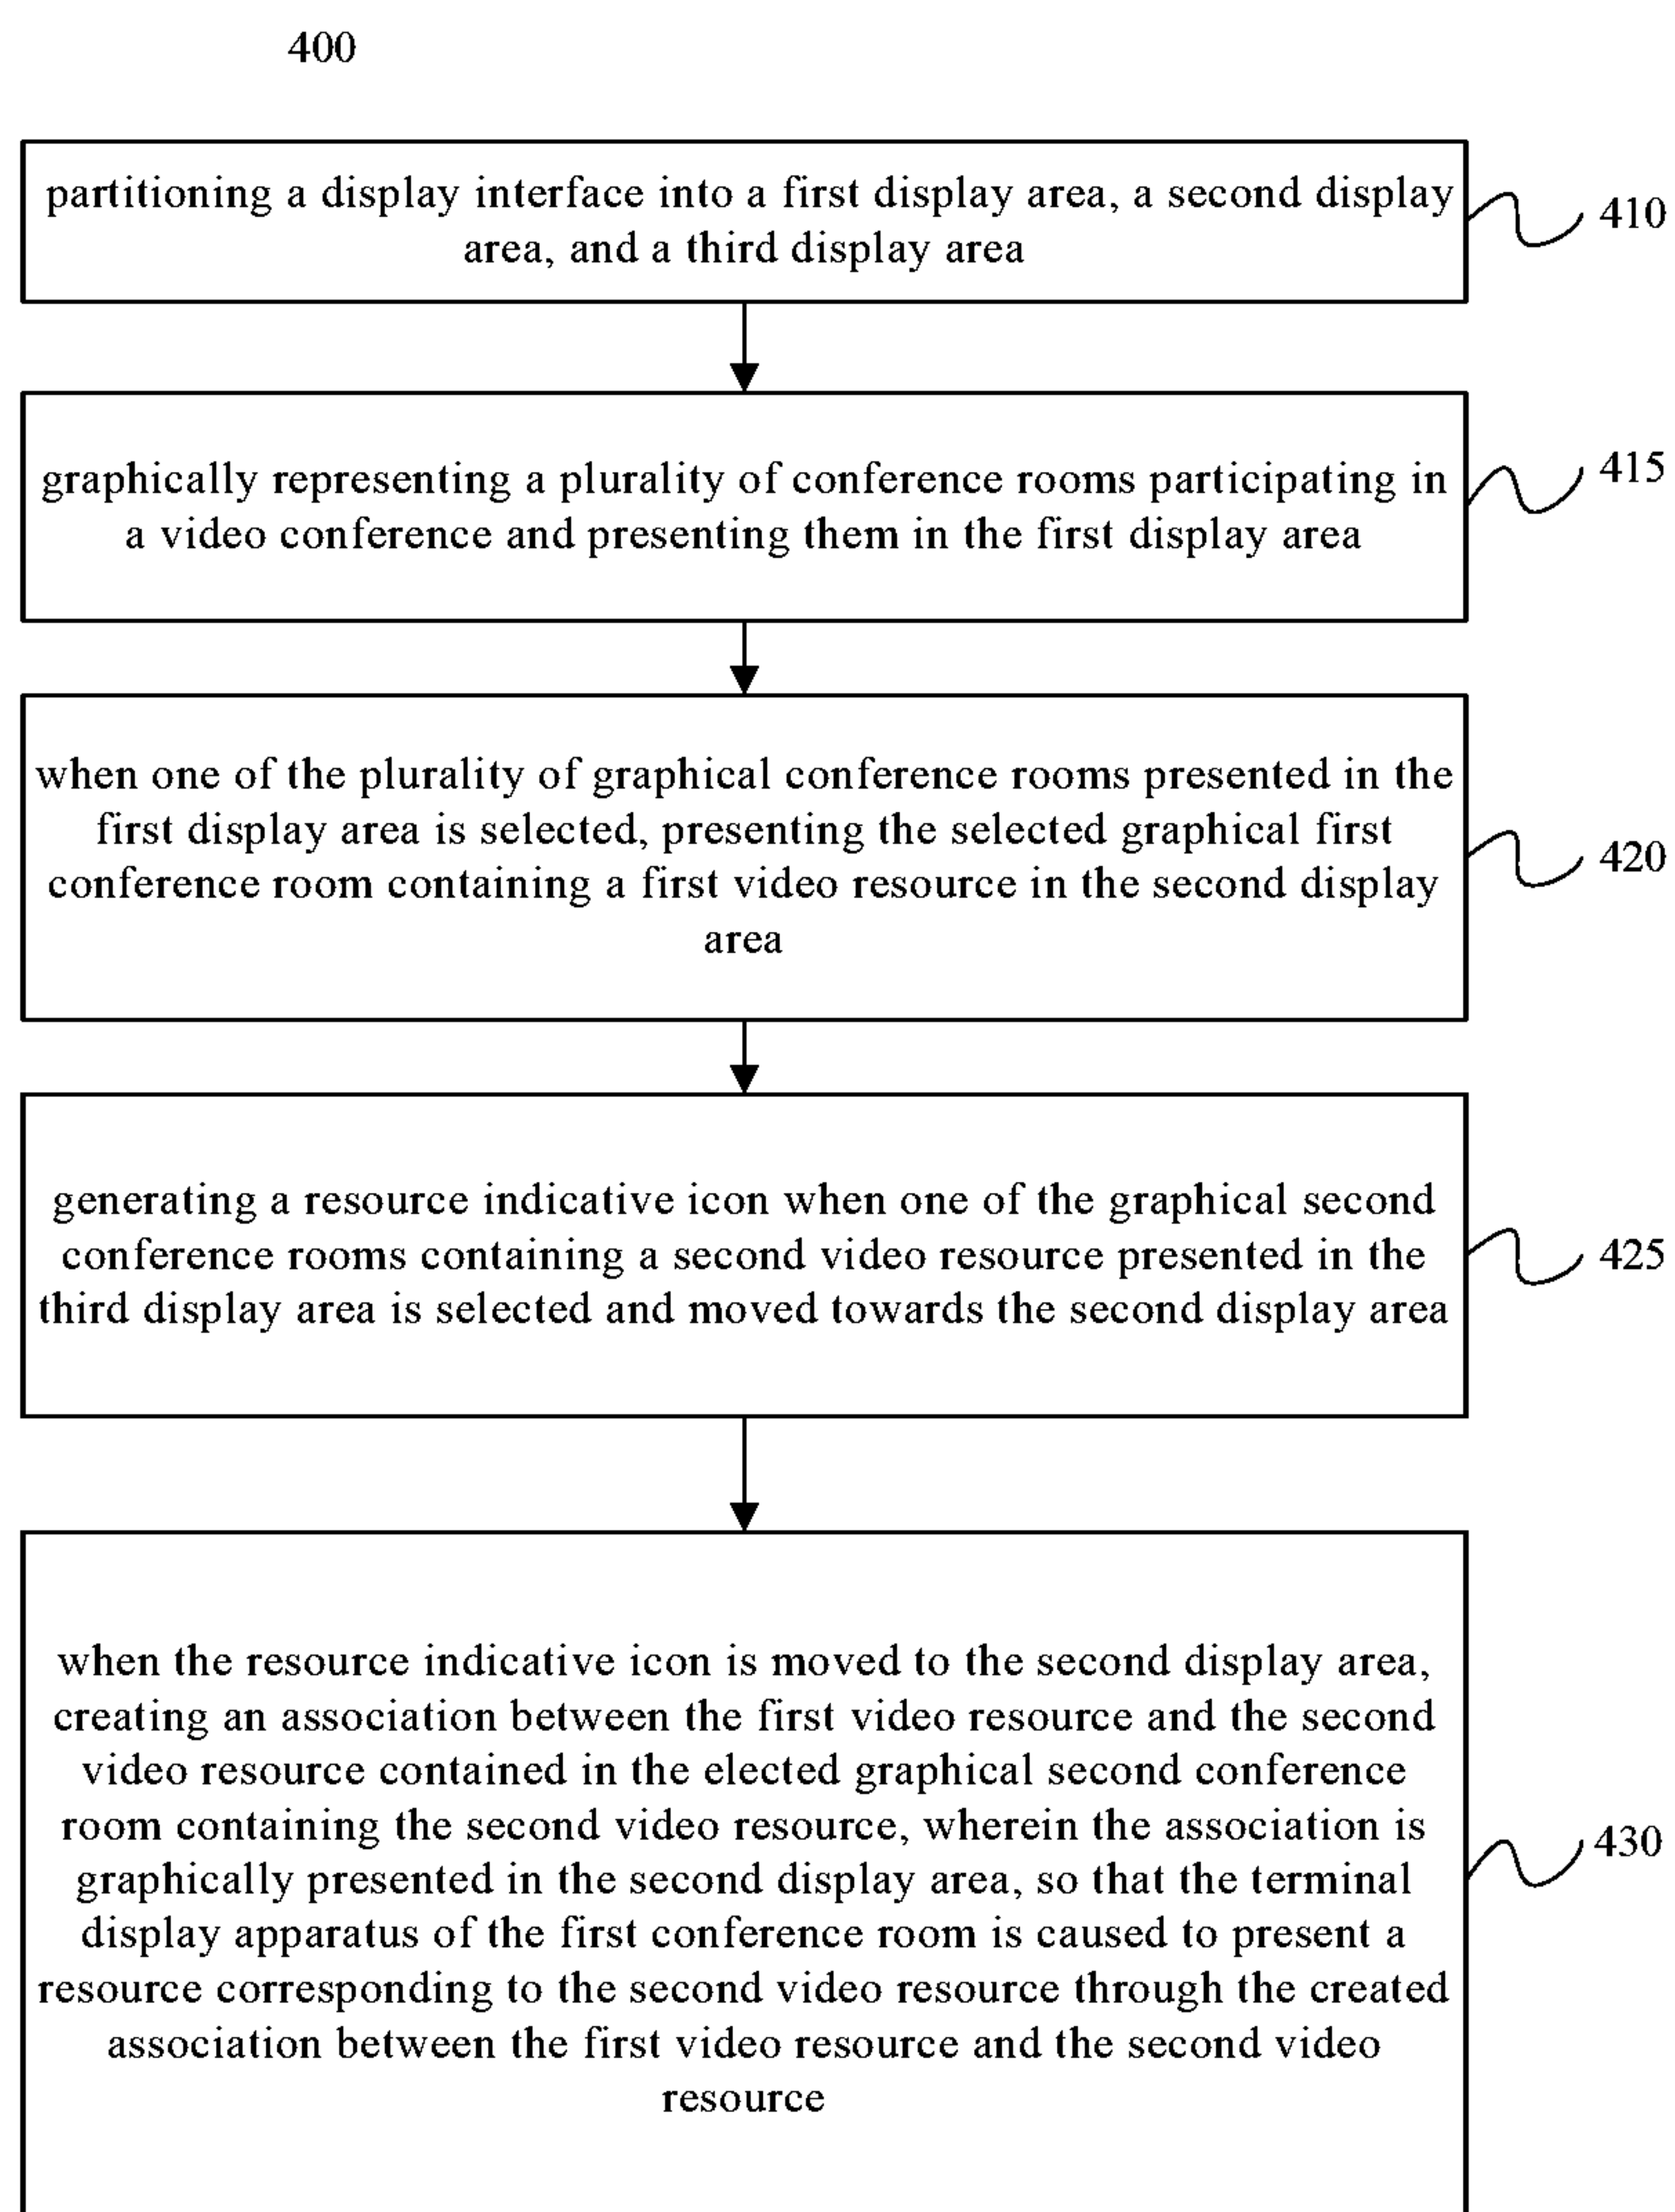 400
partitioning a display interface into a first display area, a second display
area, and a third display area
410
graphically representing a plurality of conference rooms participating in
a video conference and presenting them in the first display area
415
when one of the plurality of graphical conference rooms presented in the
first display area is selected, presenting the selected graphical first
conference room containing a first video resource in the second display
area
420
generating a resource indicative icon when one of the graphical second
conference rooms containing a second video resource presented in the
third display area is selected and moved towards the second display area
425
when the resource indicative icon is moved to the second display area,
creating an association between the first video resource and the second
video resource contained in the elected graphical second conference
room containing the second video resource, wherein the association is
graphically presented in the second display area, so that the terminal
display apparatus of the first conference room is caused to present a
resource corresponding to the second video resource through the created
association between the first video resource and the second video
resource
430